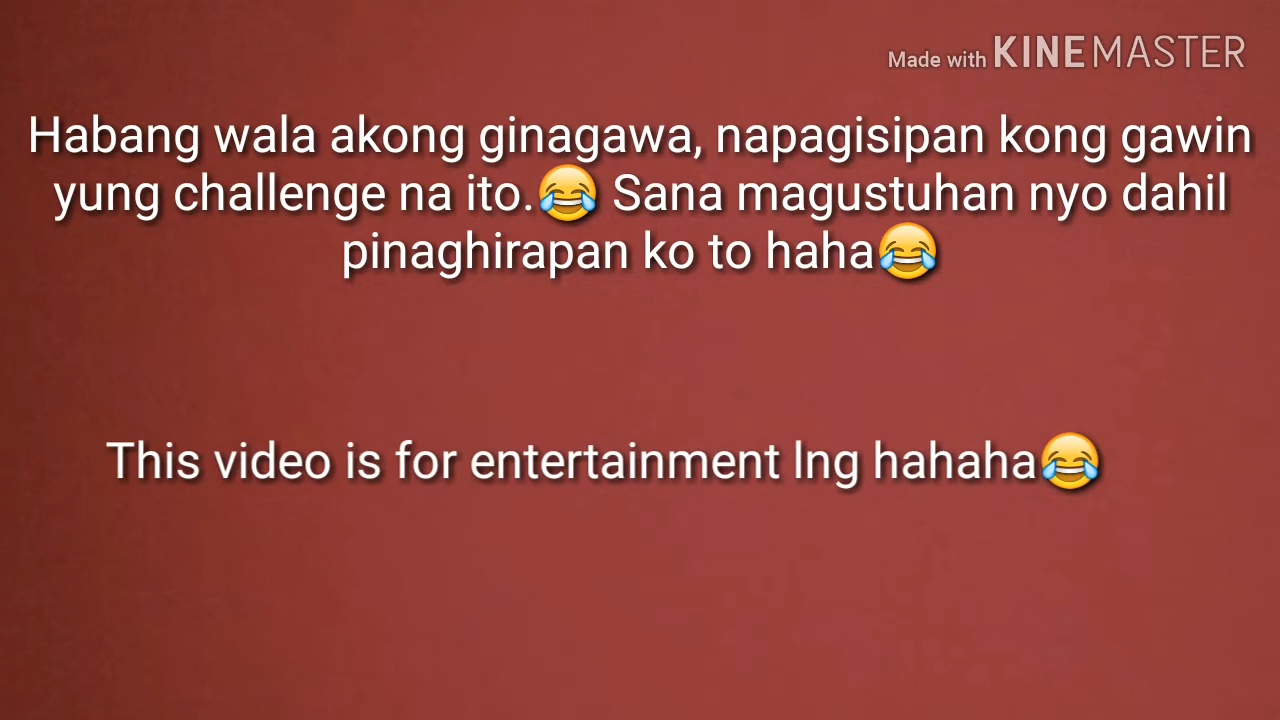 Made with KINEMASTER
Habang wala akong ginagawa, napagisipan kong gawin
yung challenge na ito.😂 Sana magustuhan nyo dahil
pinaghirapan ko to haha😂
This video is for entertainment lng hahaha😂